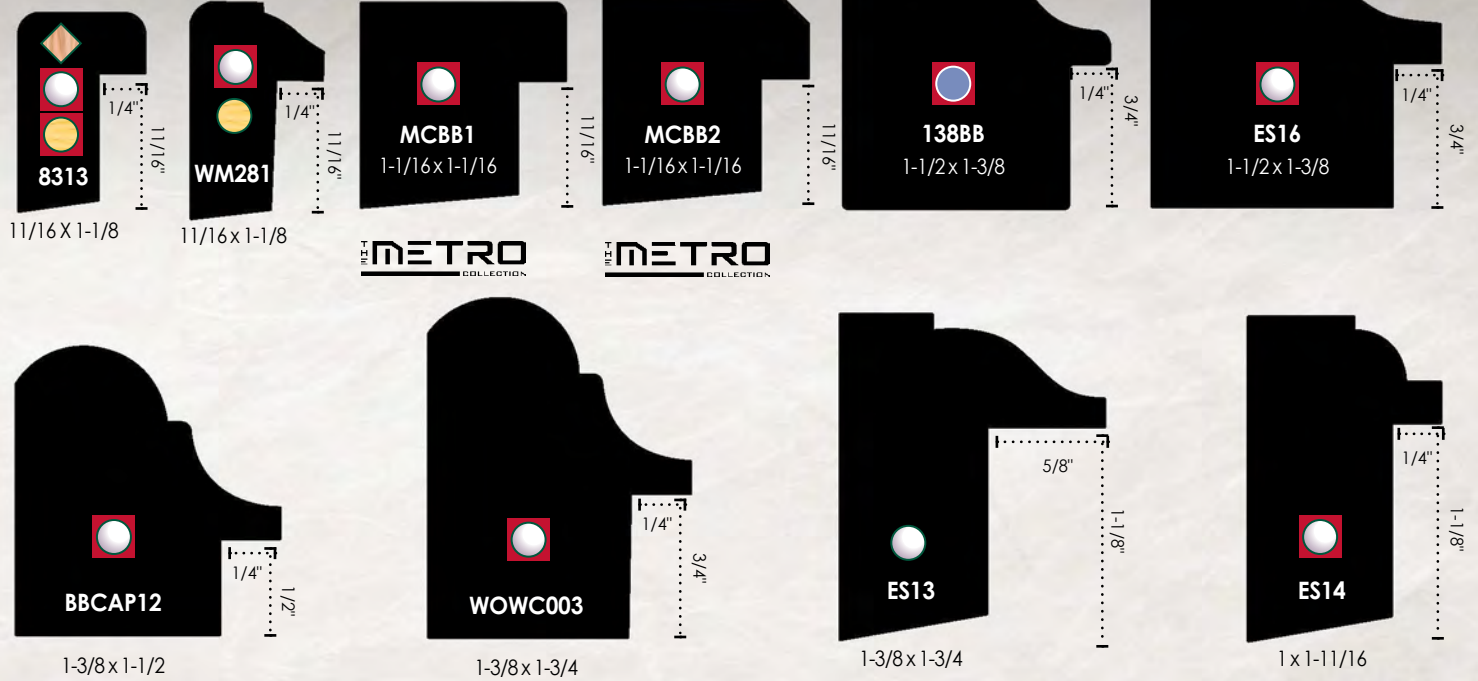 1/4"
11/16"
8313
11/16 X 1-1/8
1/4"
11/16"
WM281
11/16 x 1-1/8
MCBB1
1-1/16 x 1-1/16
11/16"
THE METRO
COLLECTION
MCBB2
1-1/16 x 1-1/16
11/16"
THE METRO
COLLECTION
138BB
1-1/2 x 1-3/8
1/4"
3/4"
ES16
1-1/2 x 1-3/8
1/4"
3/4"
BBCAP12
1/4"
1/2"
1-3/8 x 1-1/2
WOWC003
1/4"
3/4"
1-3/8 x 1-3/4
ES13
5/8"
1-1/8"
1-3/8 x 1-3/4
ES14
1/4"
1-1/8"
1 x 1-11/16